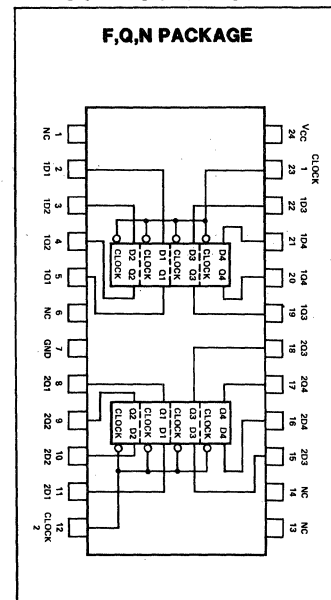 F,Q,N PACKAGE
NC 1
1D1 2
1D2 3
1Q2 4
1Q1 5
NC 6
GND 7
2Q1 8
2Q2 9
2D2 10
2D1 11
CLOCK 2 12
24 VCC
23 CLOCK 1
22 1D3
21 1D4
20 1Q4
19 1Q3
18 2Q3
17 2Q4
16 2D4
15 2D3
14 NC
13 NC
CLOCK D2 Q2
CLOCK D1 Q1
CLOCK D3 Q3
CLOCK D4 Q4
CLOCK Q2 D2
CLOCK Q1 D1
CLOCK Q3 D3
CLOCK Q4 D4